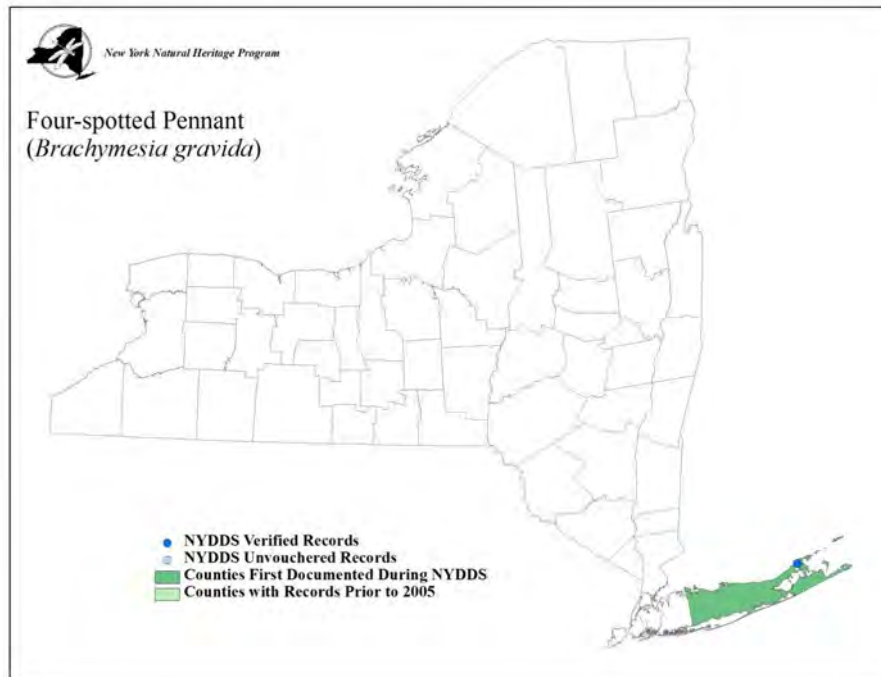 New York Natural Heritage Program
Four-spotted Pennant
(Brachymesia gravida)
NYDDS Verified Records
NYDDS Unvouchered Records
Counties First Documented During NYDDS
Counties with Records Prior to 2005